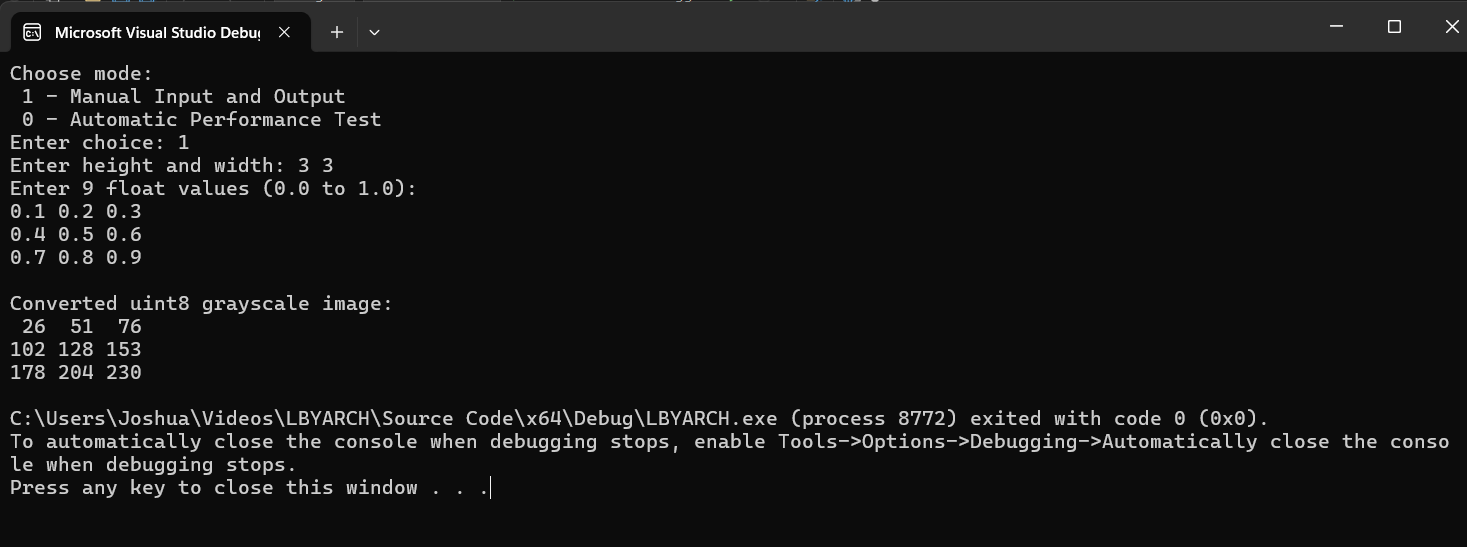 Microsoft Visual Studio Debug
Choose mode:
 1 - Manual Input and Output
 0 - Automatic Performance Test
Enter choice: 1
Enter height and width: 3 3
Enter 9 float values (0.0 to 1.0):
0.1 0.2 0.3
0.4 0.5 0.6
0.7 0.8 0.9
Converted uint8 grayscale image:
 26  51  76
102 128 153
178 204 230
C:\Users\Joshua\Videos\LBYARCH\Source Code\x64\Debug\LBYARCH.exe (process 8772) exited with code 0 (0x0).
To automatically close the console when debugging stops, enable Tools->Options->Debugging->Automatically close the conso
le when debugging stops.
Press any key to close this window . . .